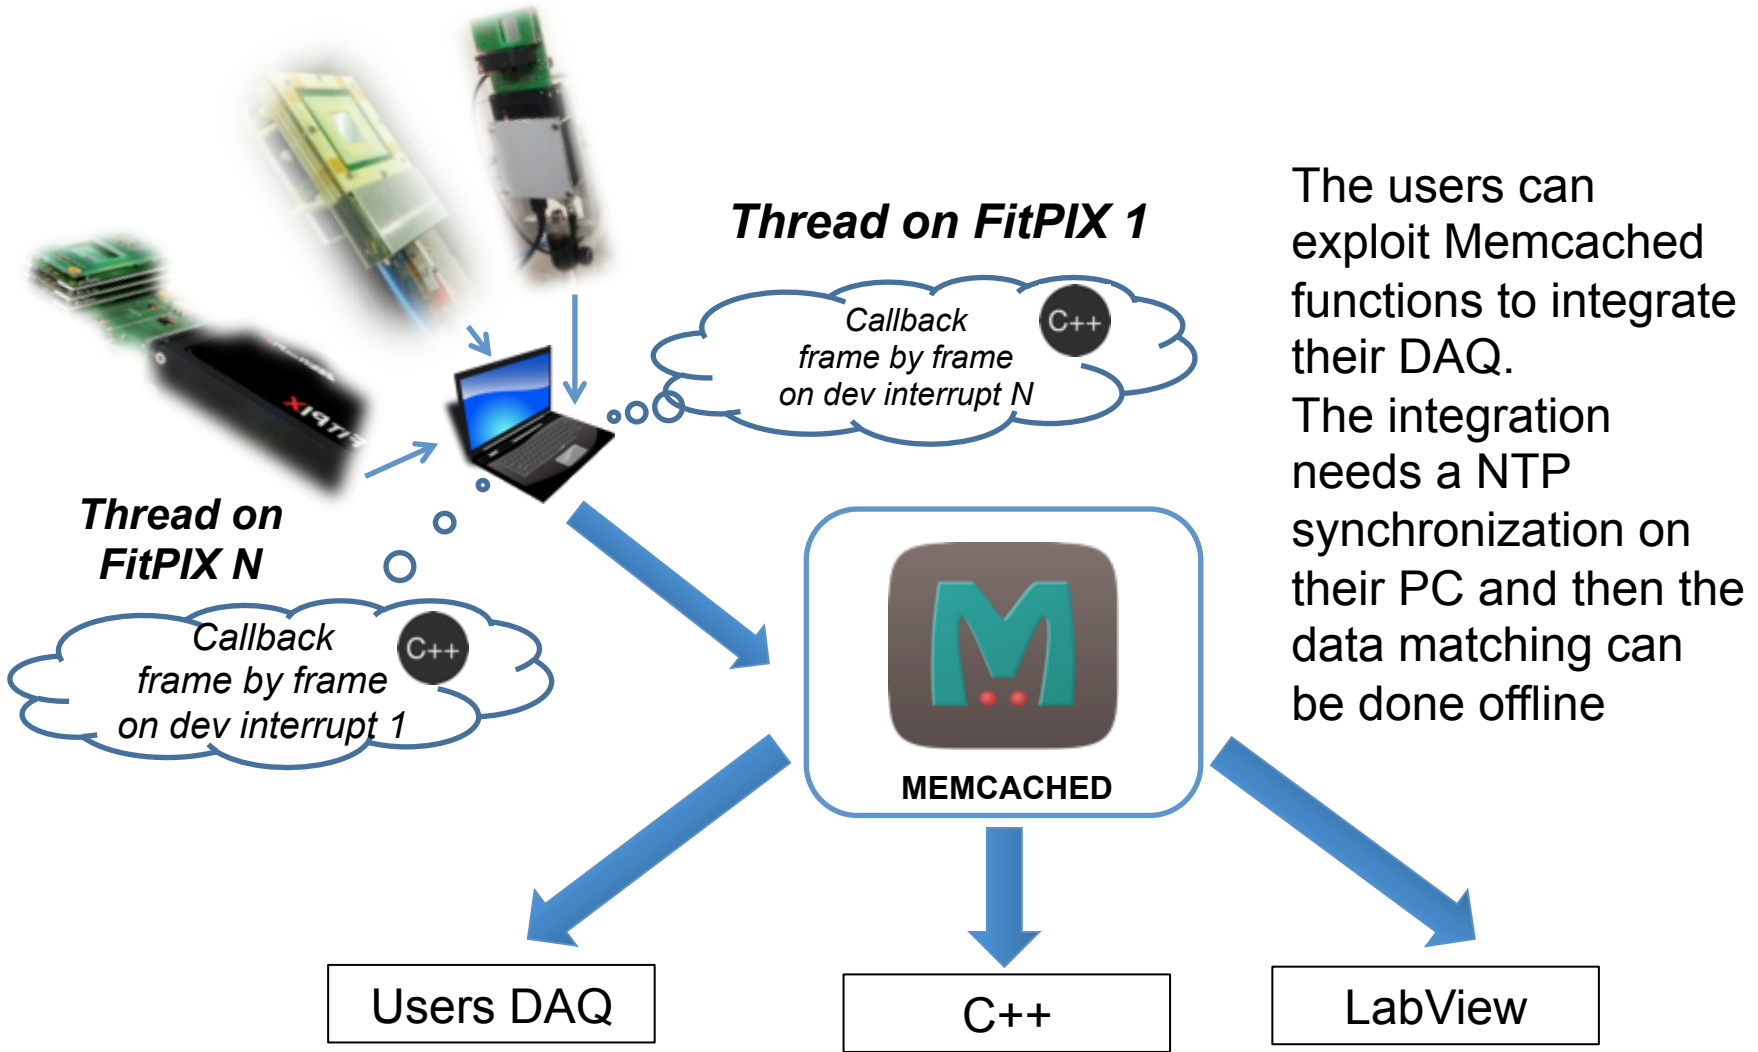 Thread on FitPIX 1
Callback
frame by frame
on dev interrupt N
C++
The users can
exploit Memcached
functions to integrate
their DAQ.
The integration
needs a NTP
synchronization on
their PC and then the
data matching can
be done offline
FITPIX
Thread on
FitPIX N
Callback
frame by frame
on dev interrupt 1
C++
M
MEMCACHED
Users DAQ
C++
LabView